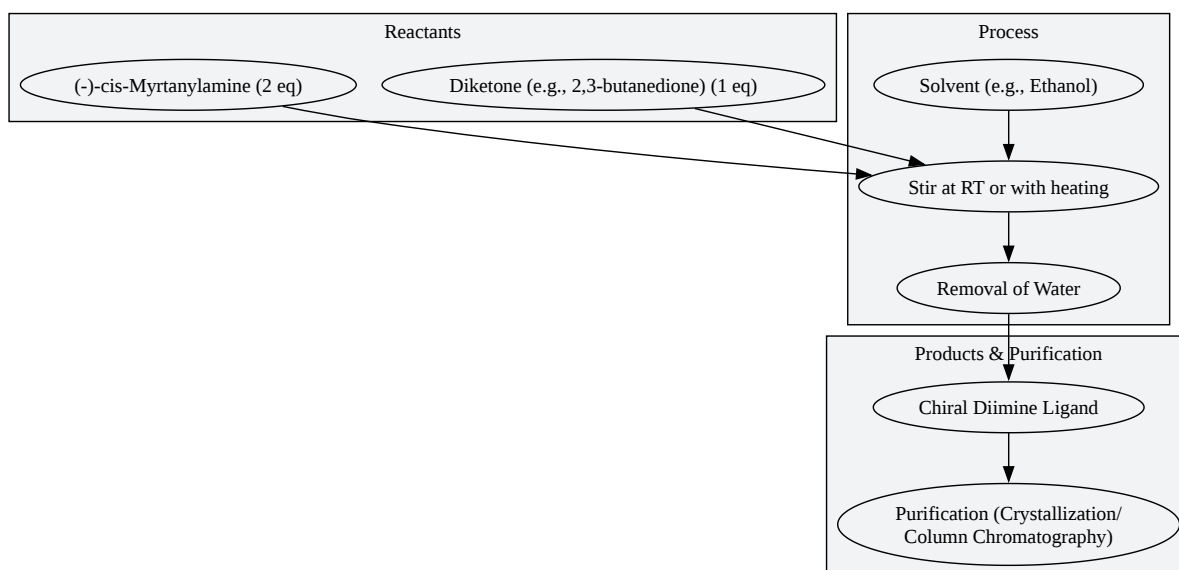 Reactants
Process
(-)-cis-Myrtanylamine (2 eq)
Diketone (e.g., 2,3-butanedione) (1 eq)
Solvent (e.g., Ethanol)
Stir at RT or with heating
Removal of Water
Products & Purification
Chiral Diimine Ligand
Purification (Crystallization/
Column Chromatography)